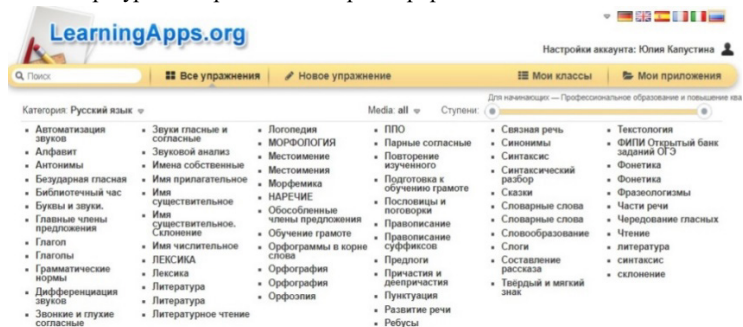 LearningApps.org
Настройки аккаунта: Юлия Капустина
Поиск
Все упражнения
Новое упражнение
Мои классы
Мои приложения
Для начинающих — Профессиональное образование и повышение ква
Категория: Русский язык
Media: all
Ступени:
Автоматизация
звуков
Алфавит
Антонимы
Безударная гласная
Библиотечный час
Буквы и звуки.
Главные члены
предложения
Глагол
Глаголы
Грамматические
нормы
Дифференциация
звуков
Звонкие и глухие
согласные
Звуки гласные и
согласные
Звуковой анализ
Имена собственные
Имя прилагательное
Имя
существительное
Имя
существительное.
Склонение
Имя числительное
ЛЕКСИКА
Лексика
Литература
Литература
Литературное чтение
Логопедия
МОРФОЛОГИЯ
Местоимение
Местоимения
Морфемика
НАРЕЧИЕ
Обособленные
члены предложения
Обучение грамоте
Орфограммы в корне
слова
Орфография
Орфография
Орфоэпия
ППО
Парные согласные
Повторение
изученного
Подготовка к
обучению грамоте
Пословицы и
поговорки
Правописание
Правописание
суффиксов
Предлоги
Причастия и
деепричастия
Пунктуация
Развитие речи
Ребусы
Связная речь
Синонимы
Синтаксис
Синтаксический
разбор
Сказки
Словарные слова
Словарные слова
Словообразование
Слоги
Составление
рассказа
Твёрдый и мягкий
знак
Текстология
ФИПИ Открытый банк
заданий ОГЭ
Фонетика
Фонетика
Фразеологизмы
Части речи
Чередование гласных
Чтение
литература
синтаксис
склонение